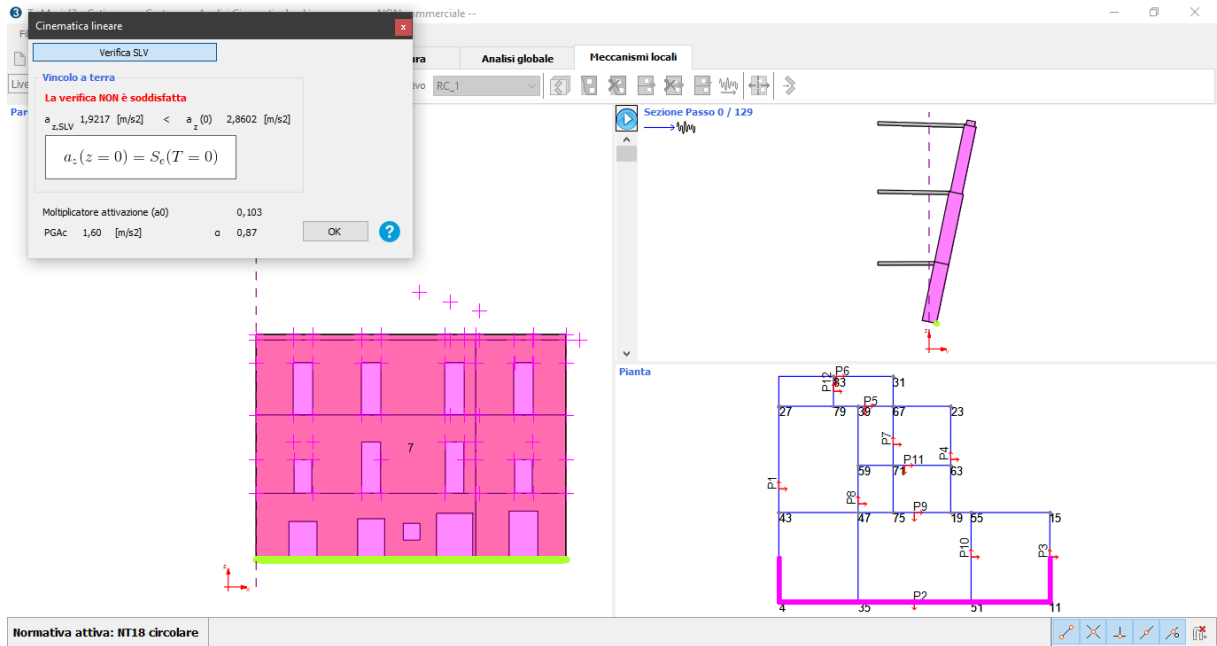 commerciale --
Cinematica lineare
x
Verifica SLV
Vincolo a terra
La verifica NON è soddisfatta
a z,SLV 1,9217 [m/s2] < a z (0) 2,8602 [m/s2]
a_z(z = 0) = S_e(T = 0)
Moltiplicatore attivazione (a0) 0,103
PGAc 1,60 [m/s2] α 0,87
OK
?
Analisi globale
Meccanismi locali
RC_1
Sezione Passo 0 / 129
7
Pianta
P6
P12
83
31
27
79
39
P5
67
23
P7
P4
P11
59
71
63
P1
P8
P9
43
47
75
19
55
15
P10
P3
P2
4
35
51
11
Normativa attiva: NT18 circolare